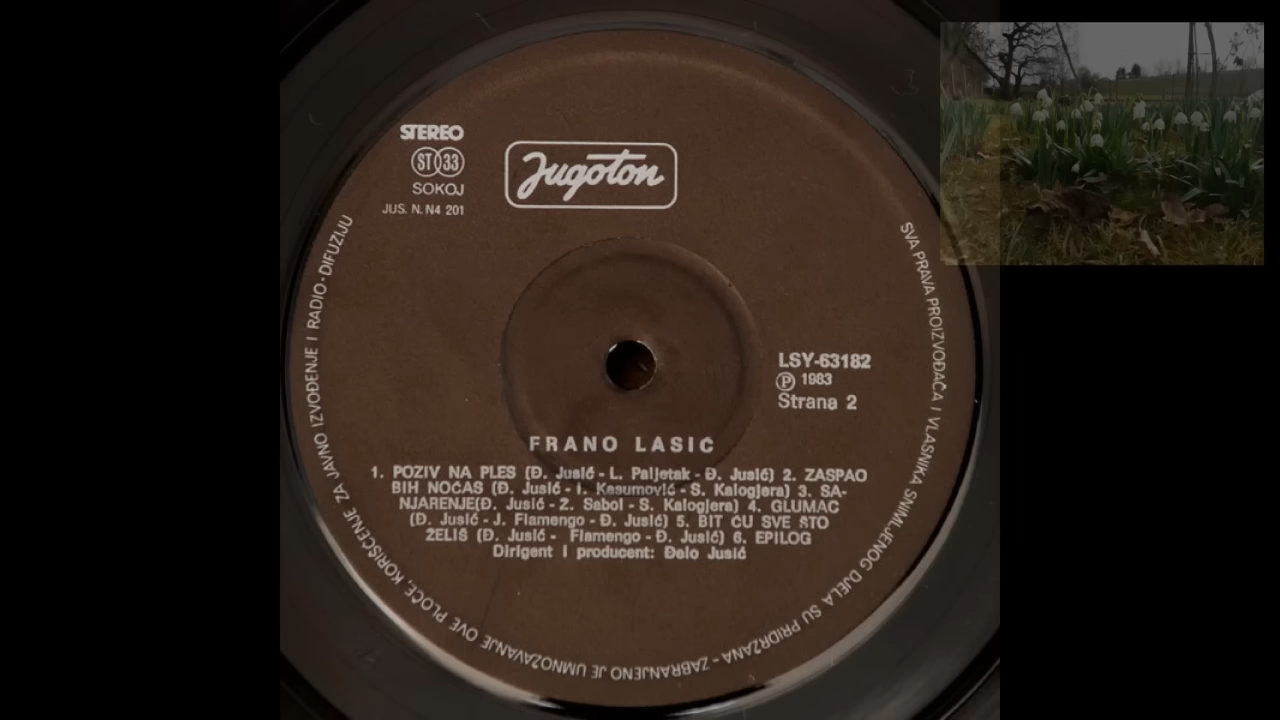 STEREO
ST 33
SOKOJ
JUS. N. N4 201
Jugoton
LSY-63182
Ⓟ 1983
Strana 2
FRANO LASIĆ
1. POZIV NA PLES (Đ. Jusić - L. Paljetak - Đ. Jusić) 2. ZASPAO
BIH NOĆAS (Đ. Jusić - I. Kasumović - S. Kalogjera) 3. SA-
NJARENJE(Đ. Jusić - Z. Sabol - S. Kalogjera) 4. GLUMAC
(Đ. Jusić - J. Flamengo - Đ. Jusić) 5. BIT ĆU SVE ŠTO
ŽELIŠ (Đ. Jusić - Flamengo - Đ. Jusić) 6. EPILOG
Dirigent i producent: Đelo Jusić
SVA PRAVA PROIZVOĐAČA I VLASNIKA SNIMLJENOG DJELA SU PRIDRŽANA - ZABRANJENO JE UMNOŽAVANJE OVE PLOČE, KORIŠĆENJE ZA JAVNO IZVOĐENJE I RADIO-DIFUZIJU